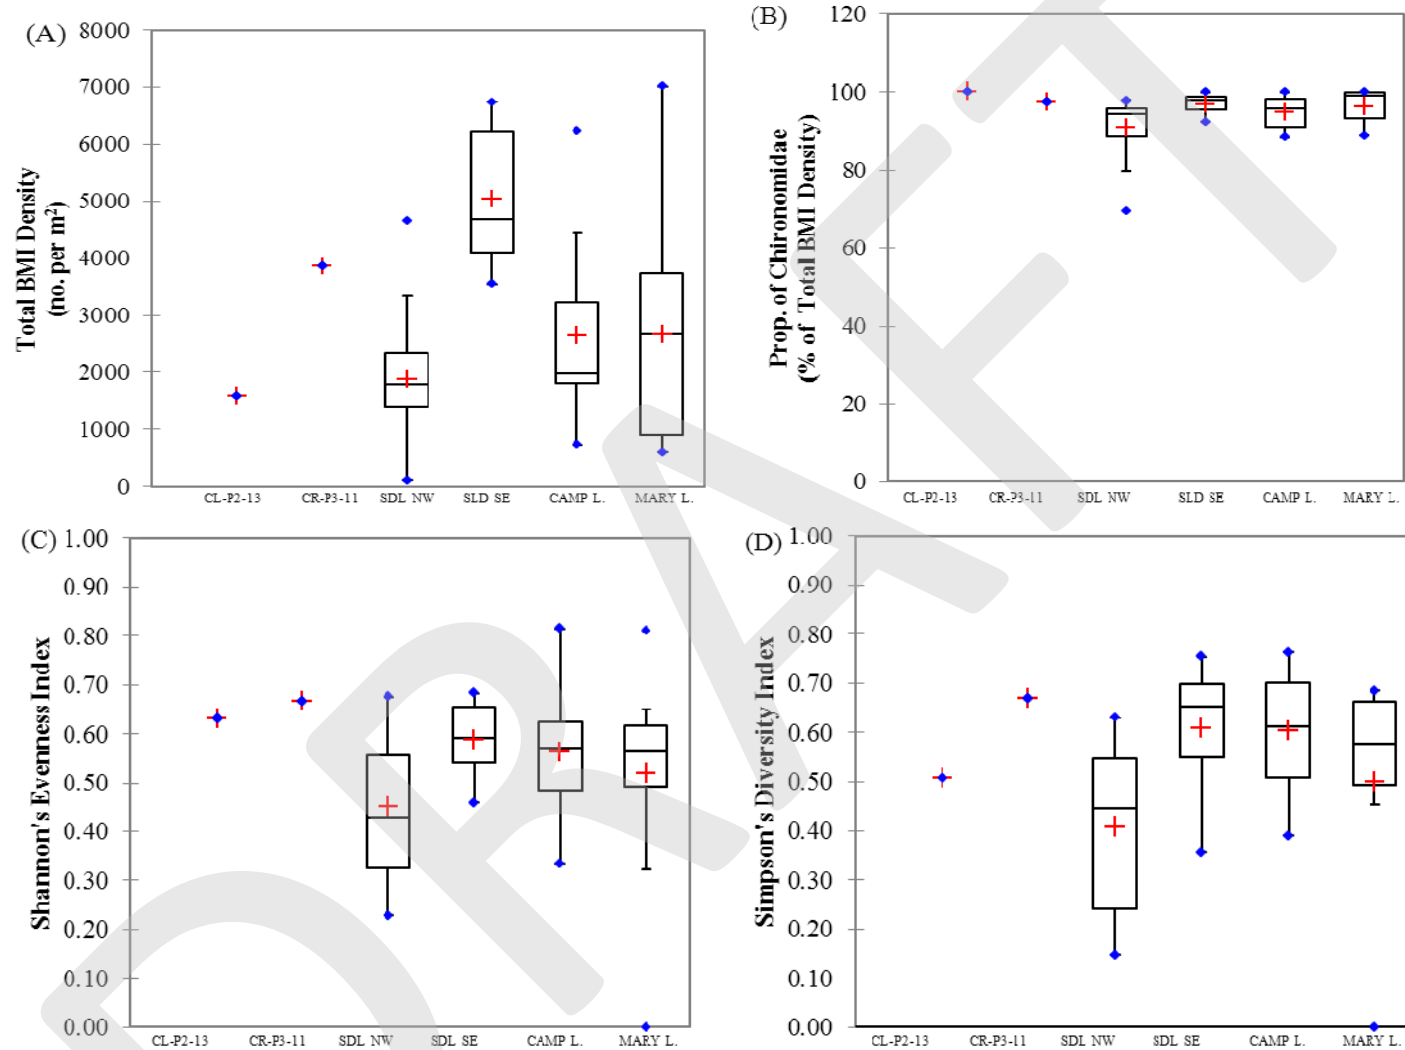 (A)
Total BMI Density
(no. per m²)
8000
7000
6000
5000
4000
3000
2000
1000
0
CL-P2-13 CR-P3-11 SDL NW SLD SE CAMP L. MARY L.
(B)
Prop. of Chironomidae
(% of Total BMI Density)
120
100
80
60
40
20
0
CL-P2-13 CR-P3-11 SDL NW SLD SE CAMP L. MARY L.
(C)
Shannon's Evenness Index
1.00
0.90
0.80
0.70
0.60
0.50
0.40
0.30
0.20
0.10
0.00
CL-P2-13 CR-P3-11 SDL NW SDL SE CAMP L. MARY L.
(D)
Simpson's Diversity Index
1.00
0.90
0.80
0.70
0.60
0.50
0.40
0.30
0.20
0.10
0.00
CL-P2-13 CR-P3-11 SDL NW SDL SE CAMP L. MARY L.
DRAFT